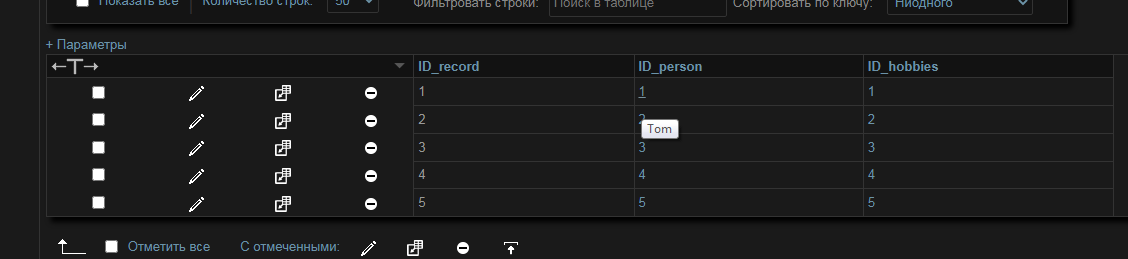 Показать все Количество строк: 50 Фильтровать строки: Поиск в таблице Сортировать по ключу: Ниодного
+ Параметры
←T→ ID_record ID_person ID_hobbies
1 1 1
2 2 2
Tom
3 3 3
4 4 4
5 5 5
Отметить все С отмеченными: